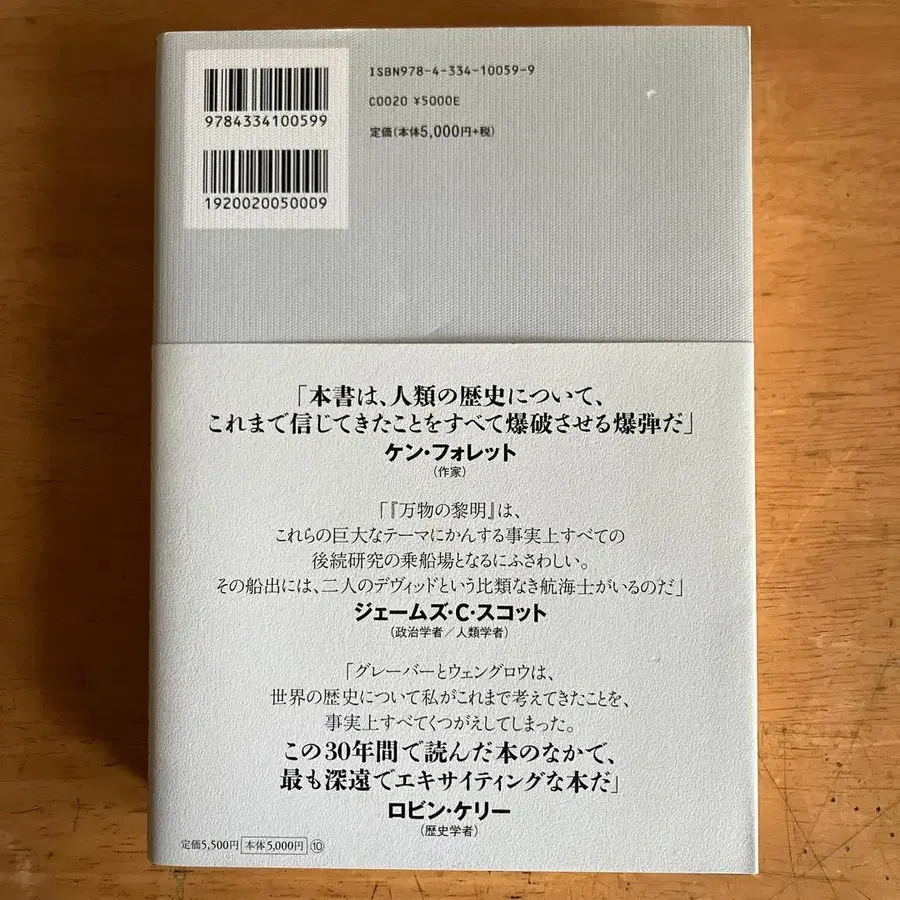 ISBN978-4-334-10059-9
C0020 ¥5000E
定価(本体5,000円+税)
9784334100599
1920020050009
「本書は、人類の歴史について、
これまで信じてきたことをすべて爆破させる爆弾だ」
ケン・フォレット
(作家)
「『万物の黎明』は、
これらの巨大なテーマにかんする事実上すべての
後続研究の乗船場となるにふさわしい。
その船出には、二人のデヴィッドという比類なき航海士がいるのだ」
ジェームズ・C・スコット
(政治学者/人類学者)
「グレーバーとウェングロウは、
世界の歴史について私がこれまで考えてきたことを、
事実上すべてくつがえしてしまった。
この30年間で読んだ本のなかで、
最も深遠でエキサイティングな本だ」
ロビン・ケリー
(歴史学者)
定価5,500円 本体5,000円 ⑩